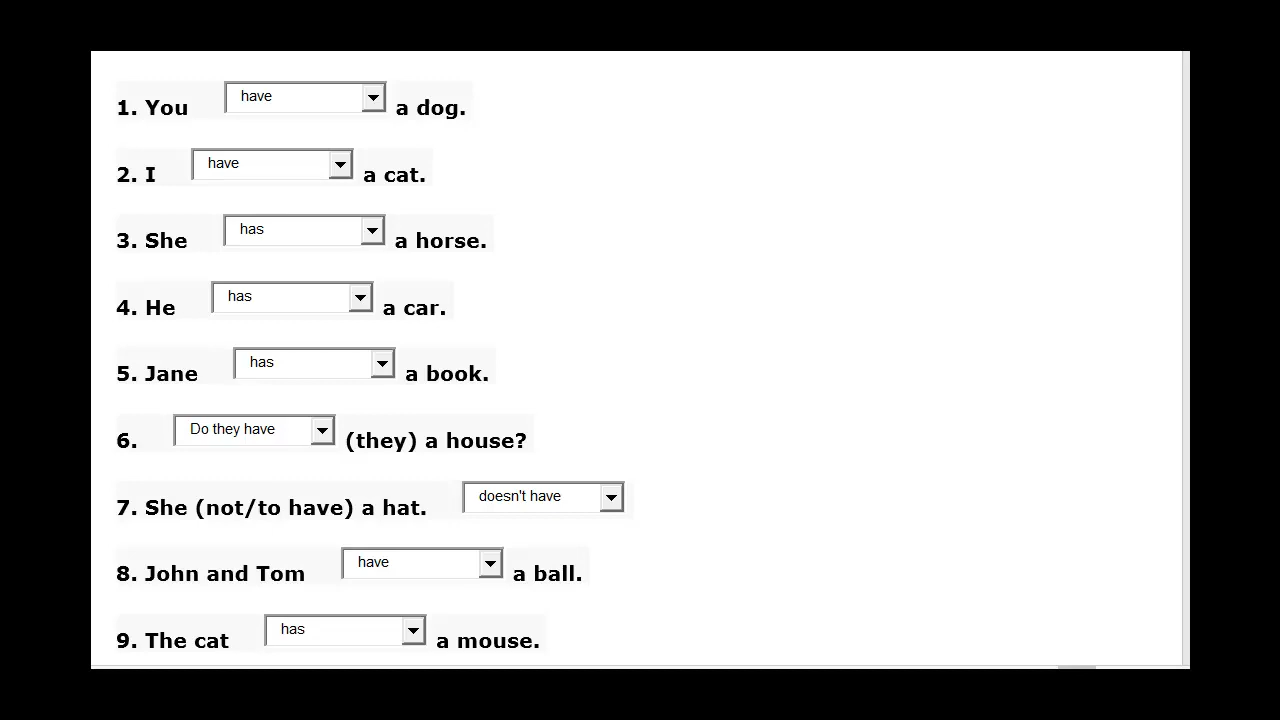 1. You have a dog.
2. I have a cat.
3. She has a horse.
4. He has a car.
5. Jane has a book.
6. Do they have (they) a house?
7. She (not/to have) a hat. doesn't have
8. John and Tom have a ball.
9. The cat has a mouse.